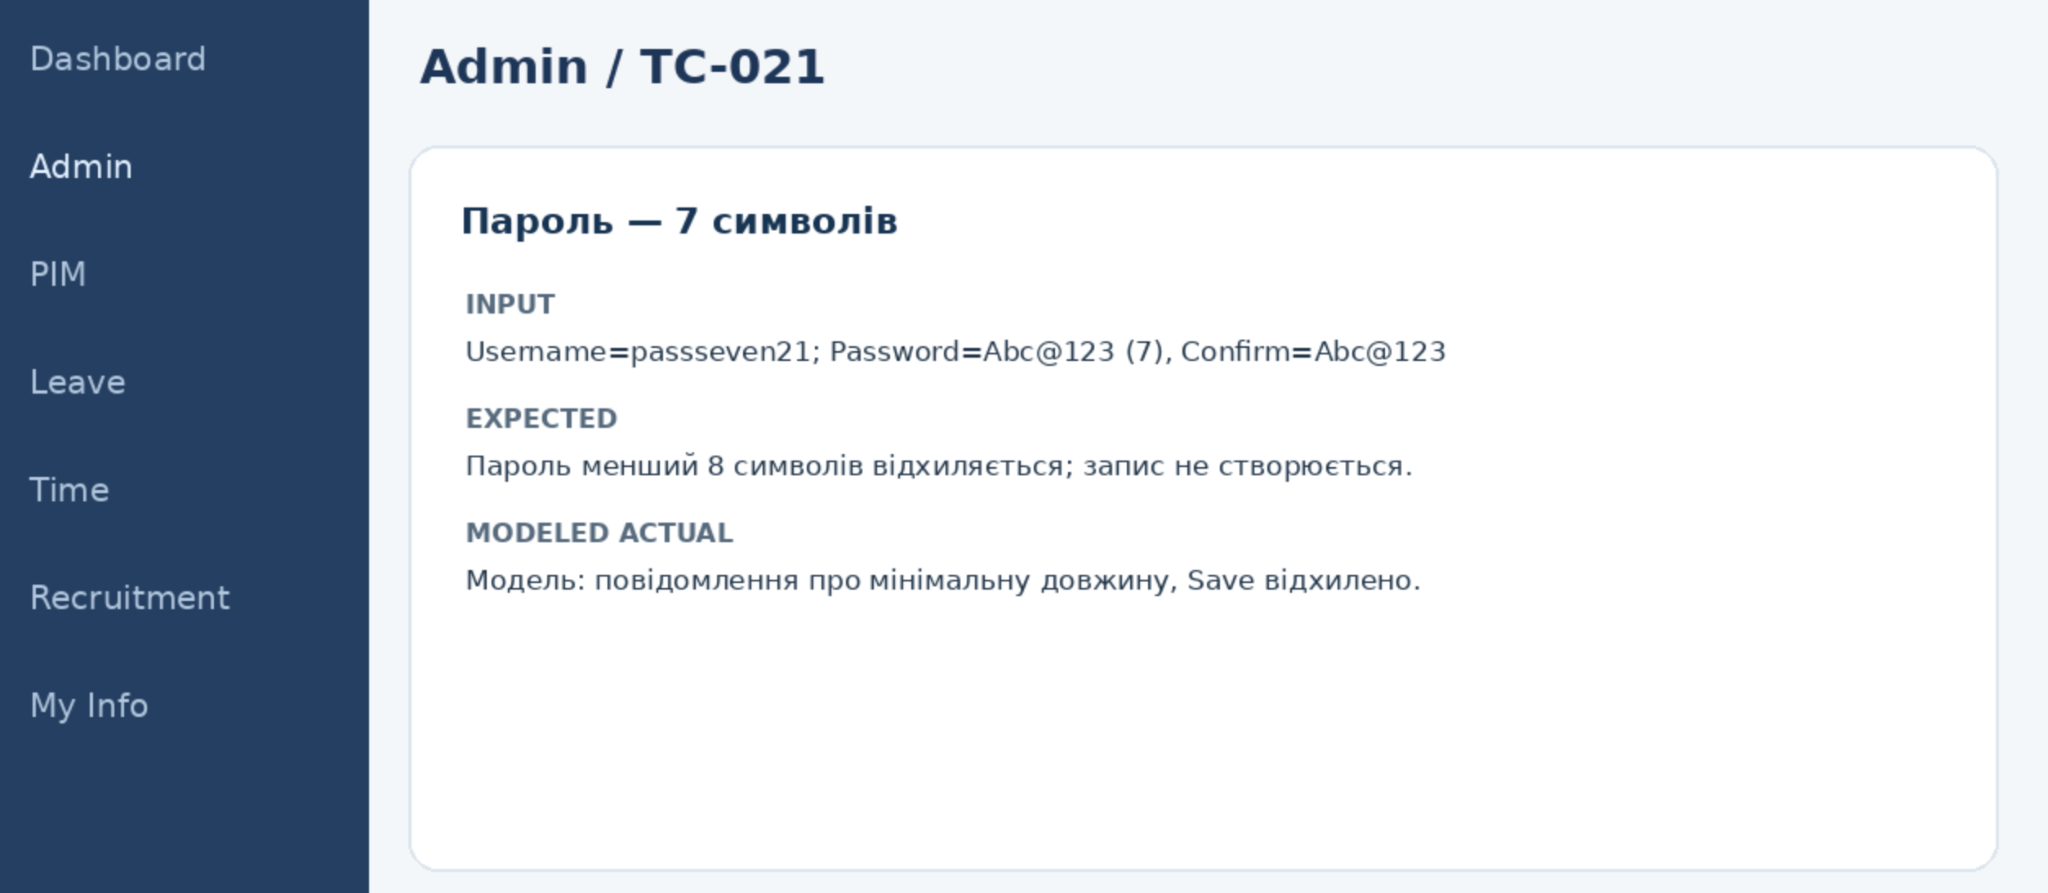 Dashboard
Admin
PIM
Leave
Time
Recruitment
My Info
Admin / TC-021
Пароль — 7 символів
INPUT
Username=passseven21; Password=Abc@123 (7), Confirm=Abc@123
EXPECTED
Пароль менший 8 символів відхиляється; запис не створюється.
MODELED ACTUAL
Модель: повідомлення про мінімальну довжину, Save відхилено.